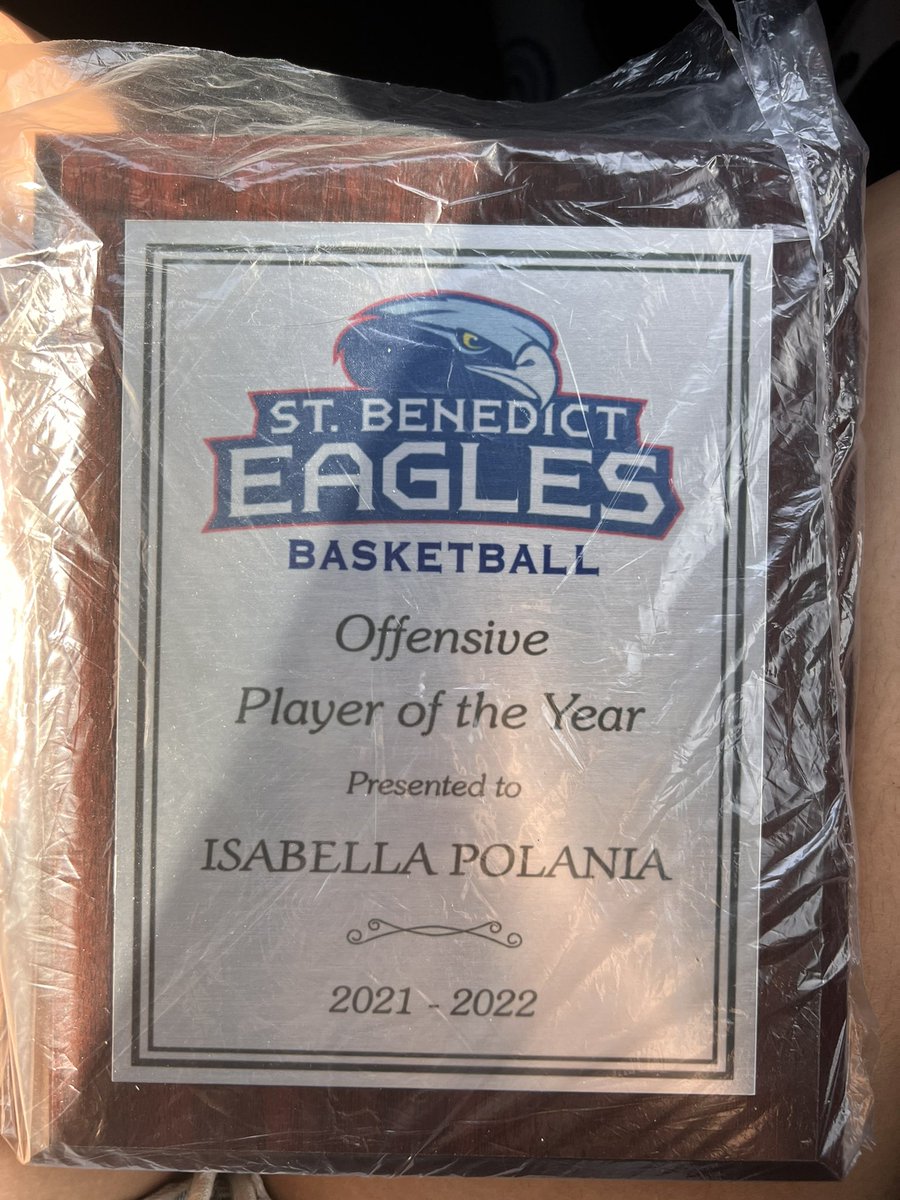 ST. BENEDICT
EAGLES
BASKETBALL
Offensive
Player of the Year
Presented to
ISABELLA POLANIA
2021 - 2022